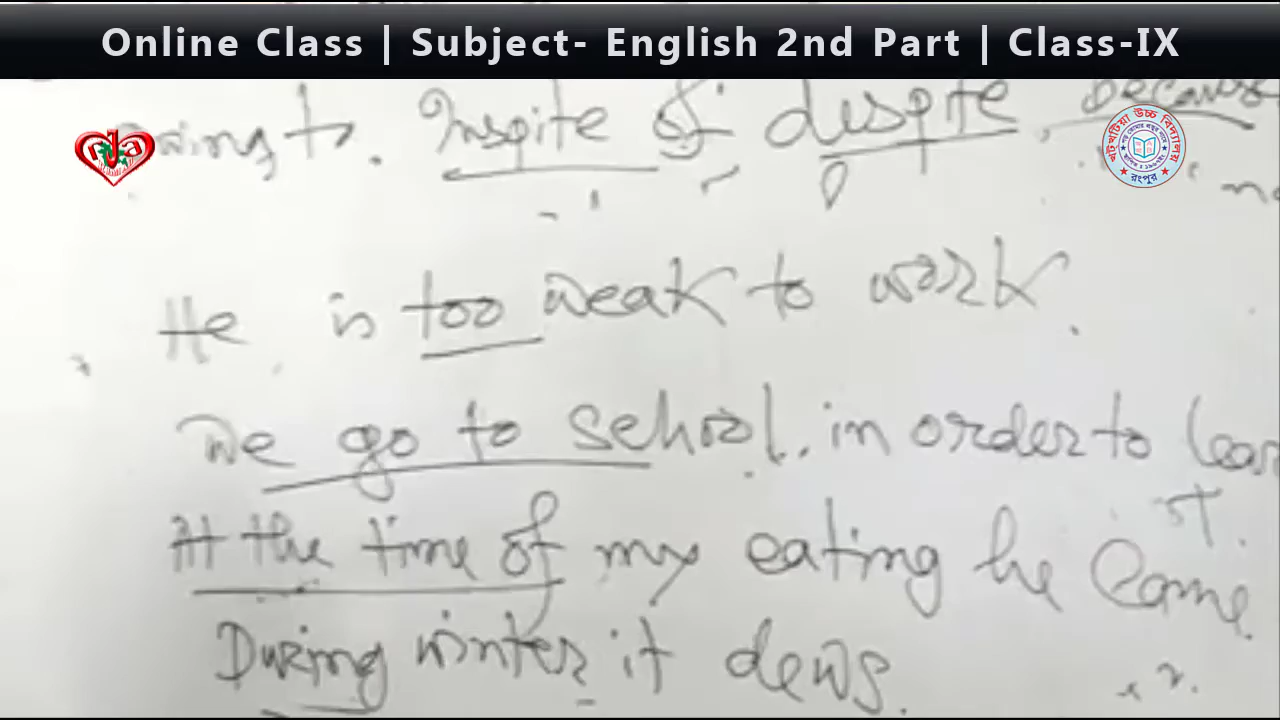 Online Class | Subject- English 2nd Part | Class-IX
to. Inspite of despite,
He is too weak to work.
We go to school. in order to
At the time of my eating he came.
During winter it dews.
রংপুর